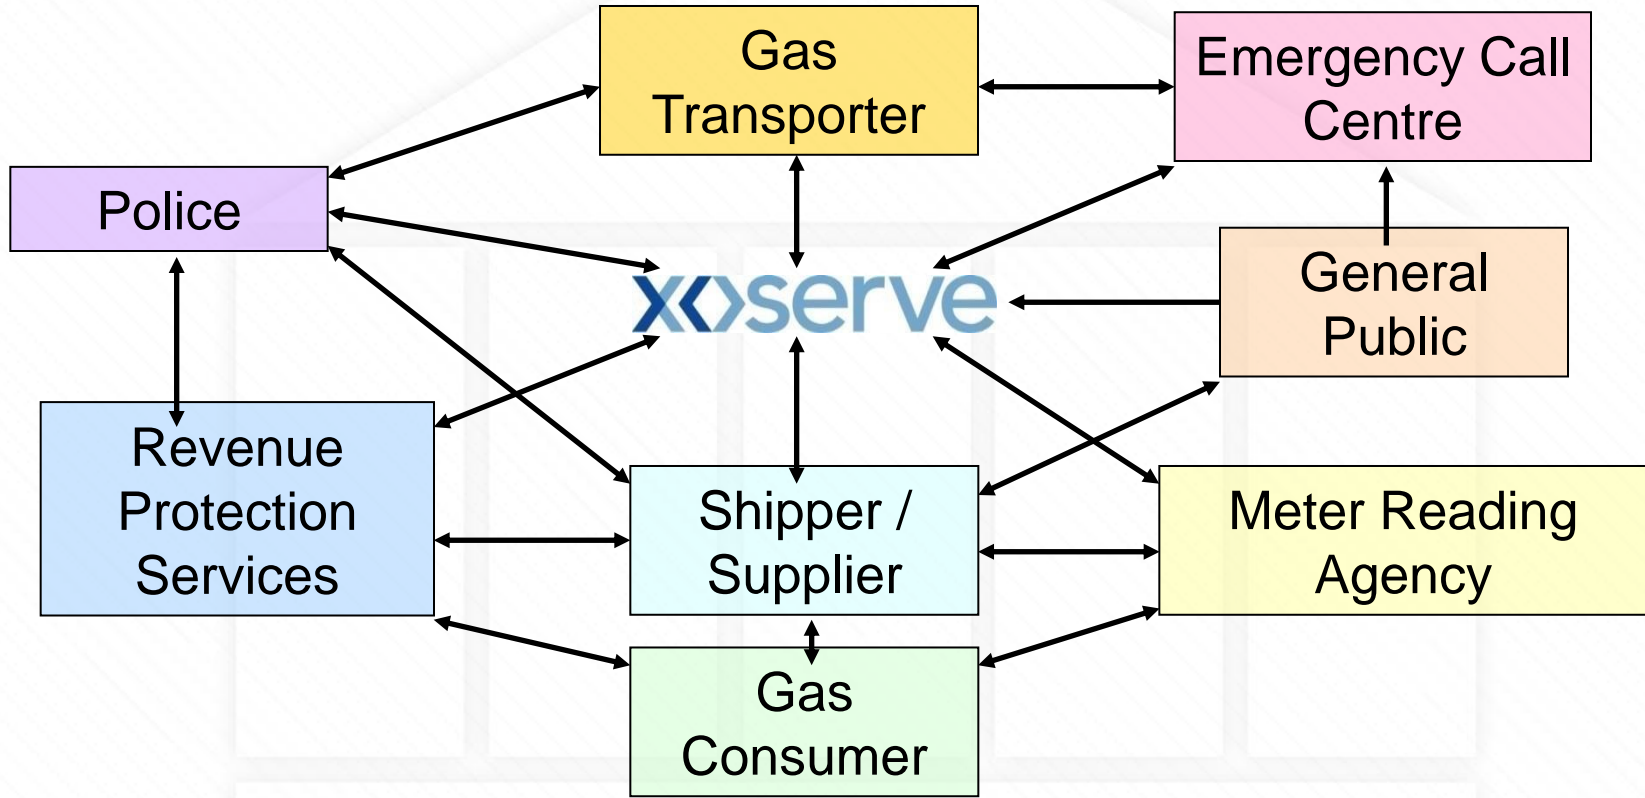 Gas
Transporter
Emergency Call
Centre
Police
xoserve
General
Public
Revenue
Protection
Services
Shipper /
Supplier
Meter Reading
Agency
Gas
Consumer